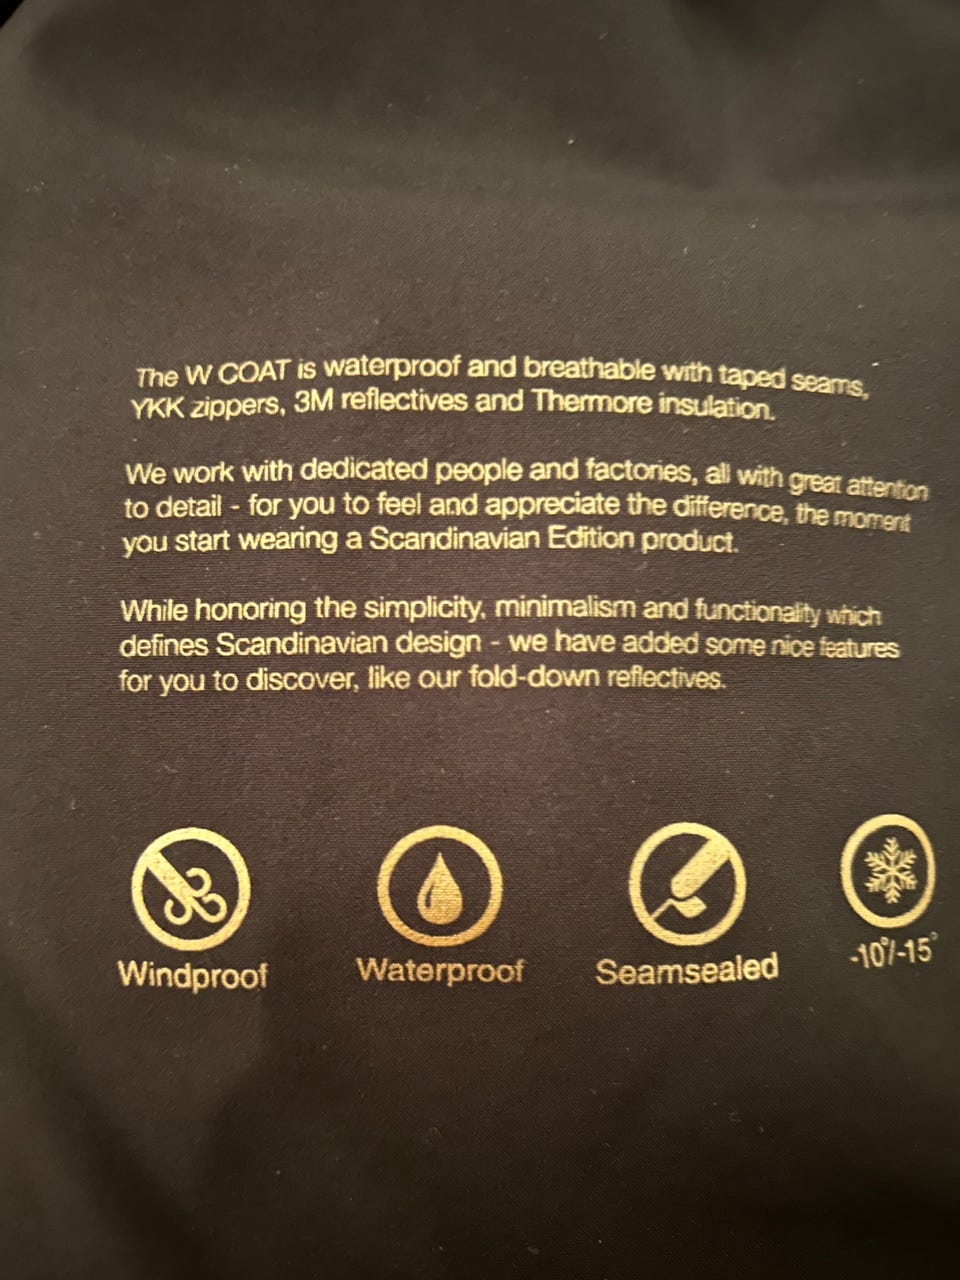 The W COAT is waterproof and breathable with taped seams,
YKK zippers, 3M reflectives and Thermore insulation.
We work with dedicated people and factories, all with great attention
to detail - for you to feel and appreciate the difference, the moment
you start wearing a Scandinavian Edition product.
While honoring the simplicity, minimalism and functionality which
defines Scandinavian design - we have added some nice features
for you to discover, like our fold-down reflectives.
Windproof Waterproof Seamsealed -10°/-15°